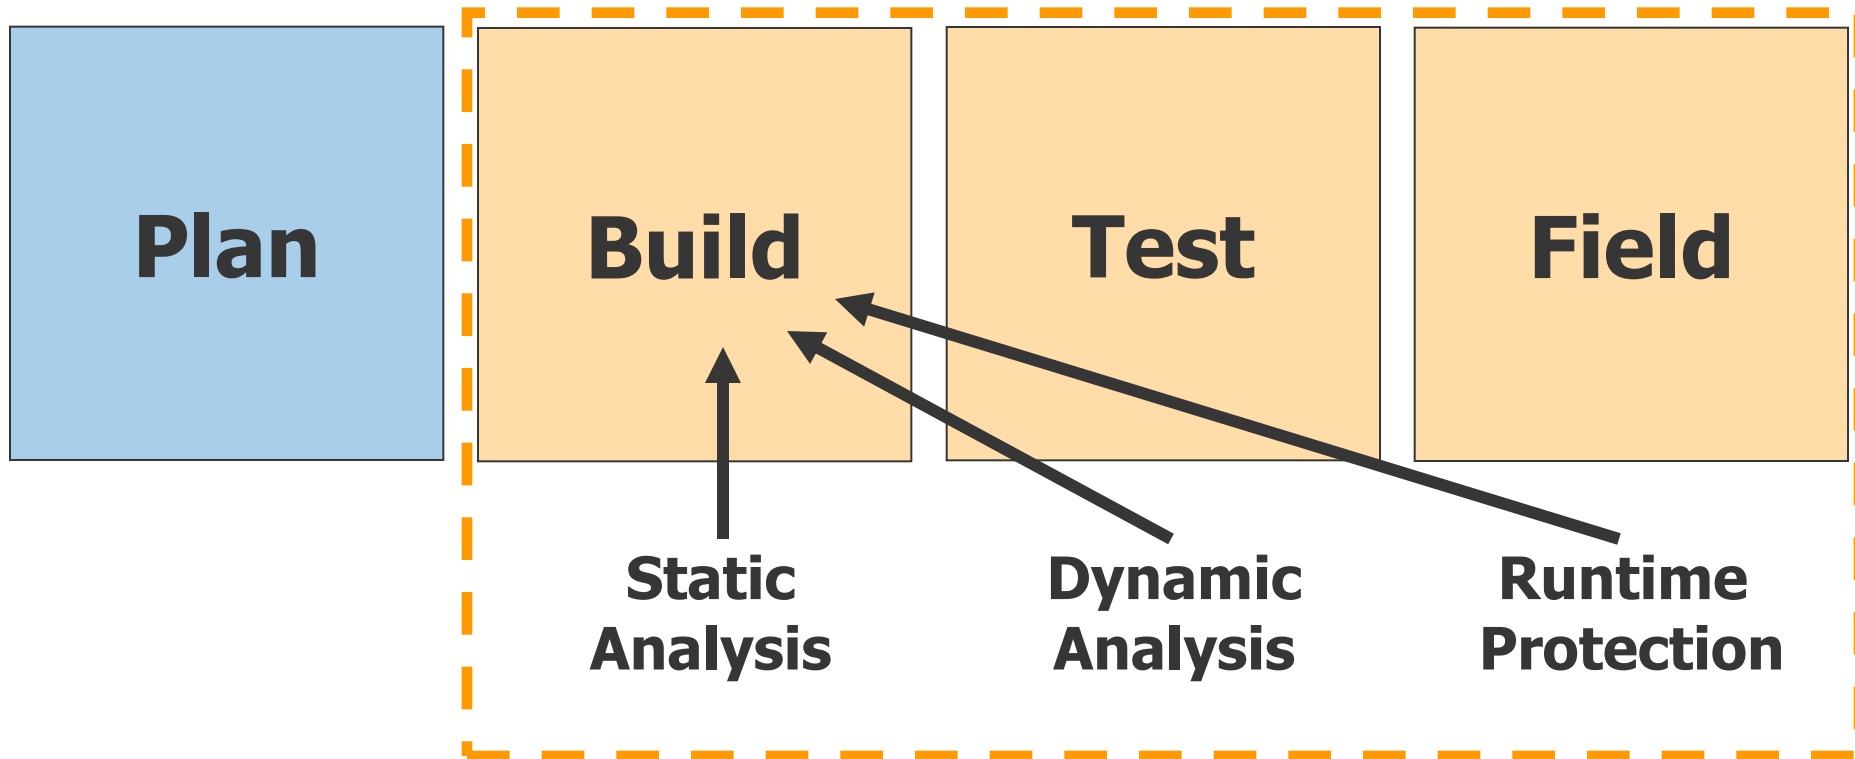 Plan
Build
Test
Field
Static
Analysis
Dynamic
Analysis
Runtime
Protection